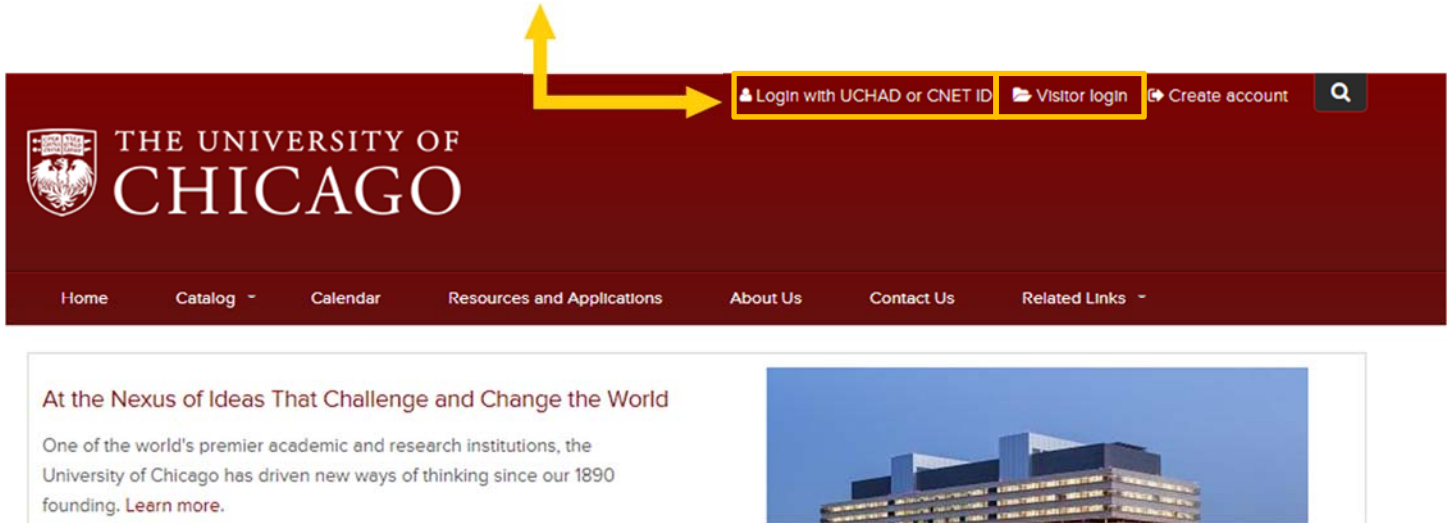 Login with UCHAD or CNET ID Visitor login Create account
THE UNIVERSITY OF
CHICAGO
Home Catalog Calendar Resources and Applications About Us Contact Us Related Links
At the Nexus of Ideas That Challenge and Change the World
One of the world's premier academic and research institutions, the
University of Chicago has driven new ways of thinking since our 1890
founding. Learn more.